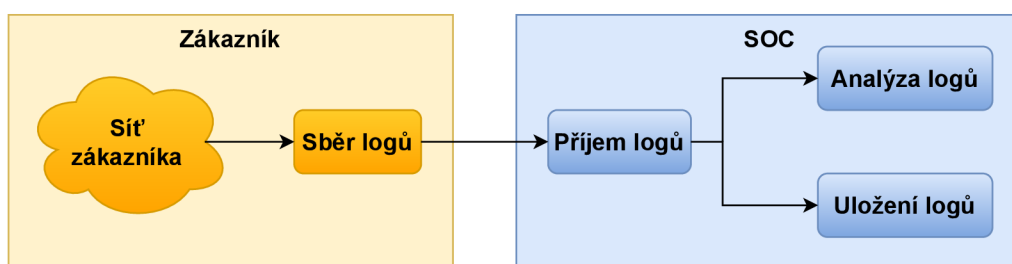 Zákazník
Síť
zákazníka
Sběr logů
SOC
Příjem logů
Analýza logů
Uložení logů